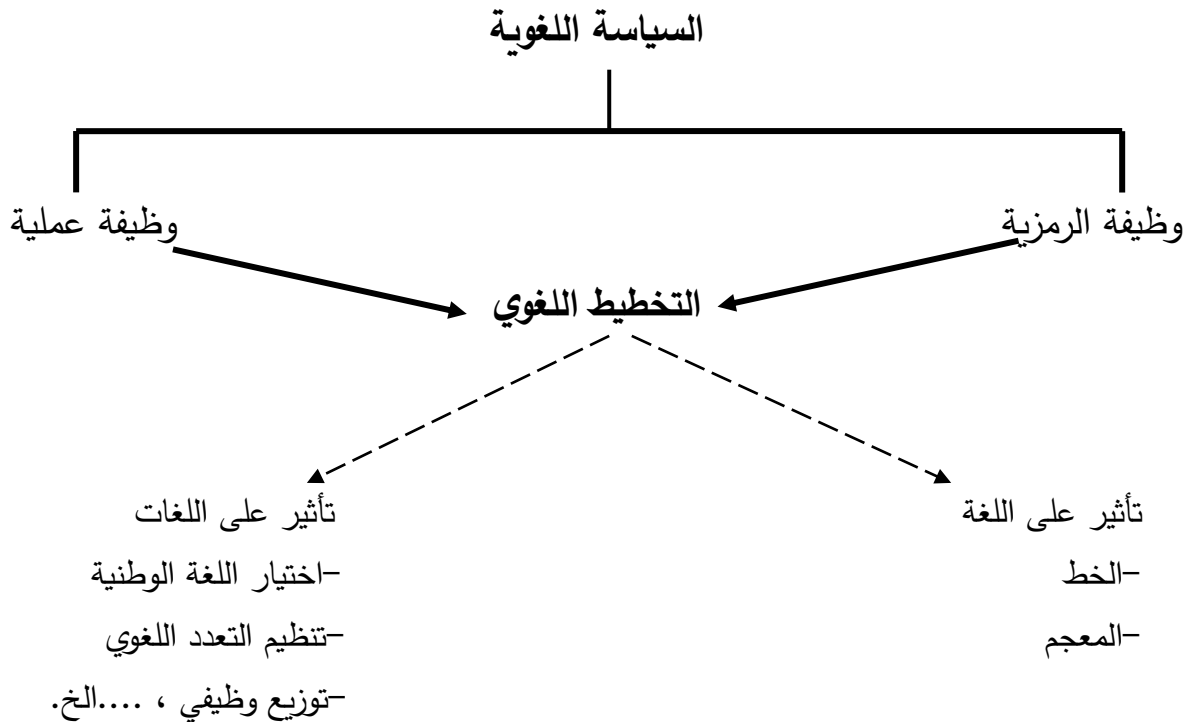 السياسة اللغوية
وظيفة الرمزية
وظيفة عملية
التخطيط اللغوي
تأثير على اللغة
-الخط
-المعجم
تأثير على اللغات
-اختيار اللغة الوطنية
-تنظيم التعدد اللغوي
-توزيع وظيفي ، ....الخ.